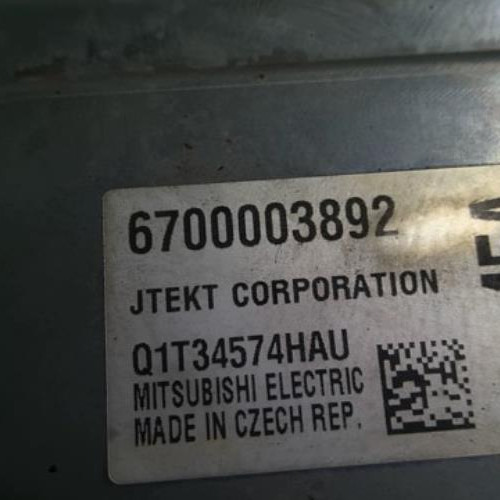 6700003892
JTEKT CORPORATION
Q1T34574HAU
MITSUBISHI ELECTRIC
MADE IN CZECH REP.